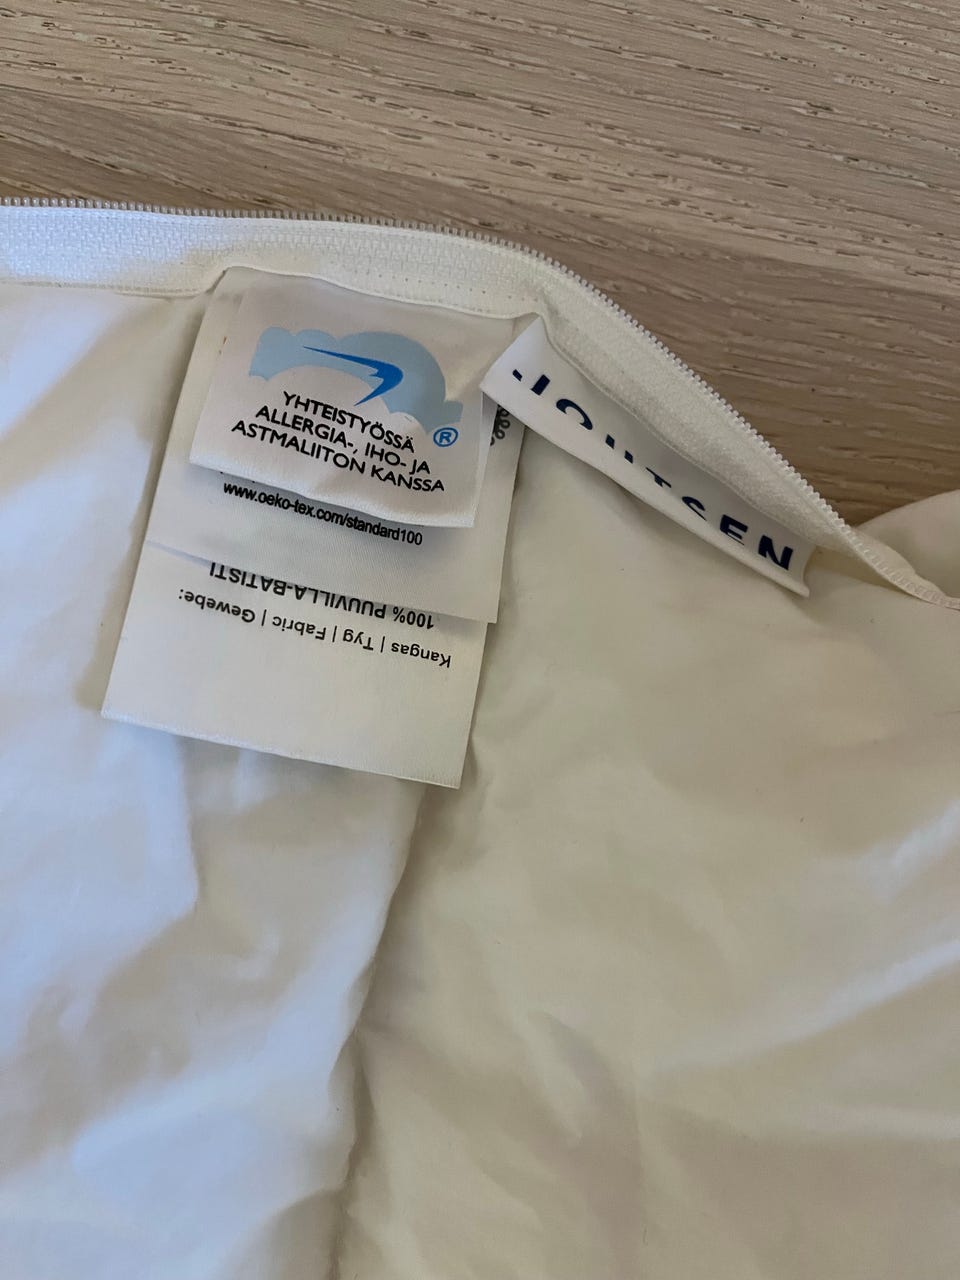 YHTEISTYÖSSÄ
ALLERGIA-, IHO- JA
ASTMALIITON KANSSA
®
www.oeko-tex.com/standard100
Kangas | Tyg | Fabric | Gewebe:
100% PUUVILLA-BATISTI
JOUTSEN